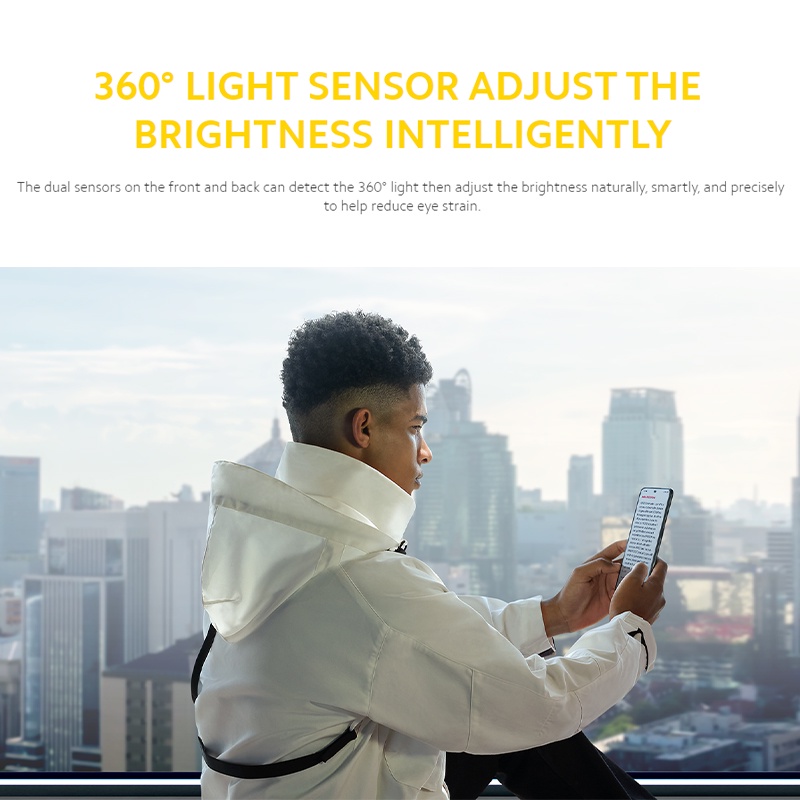 360° LIGHT SENSOR ADJUST THE
BRIGHTNESS INTELLIGENTLY
The dual sensors on the front and back can detect the 360° light then adjust the brightness naturally, smartly, and precisely
to help reduce eye strain.